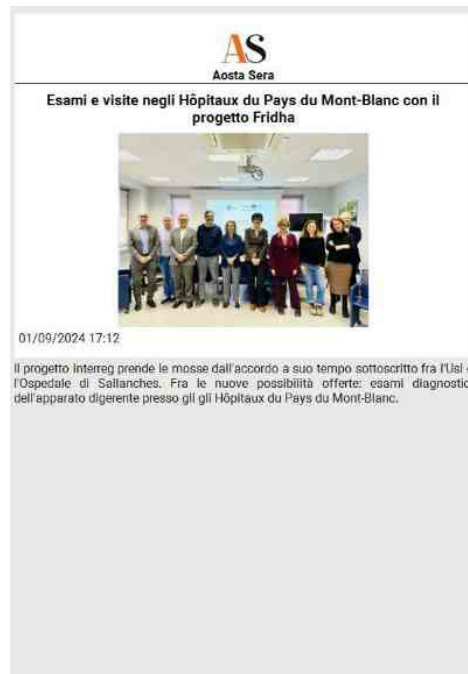 AS
Aosta Sera
Esami e visite negli Hôpitaux du Pays du Mont-Blanc con il
progetto Fridha
01/09/2024 17:12
Il progetto Interreg prende le mosse dall'accordo a suo tempo sottoscritto fra l'Usl e
l'Ospedale di Sallanches. Fra le nuove possibilità offerte: esami diagnostic
dell'apparato digerente presso gli gli Hôpitaux du Pays du Mont-Blanc.